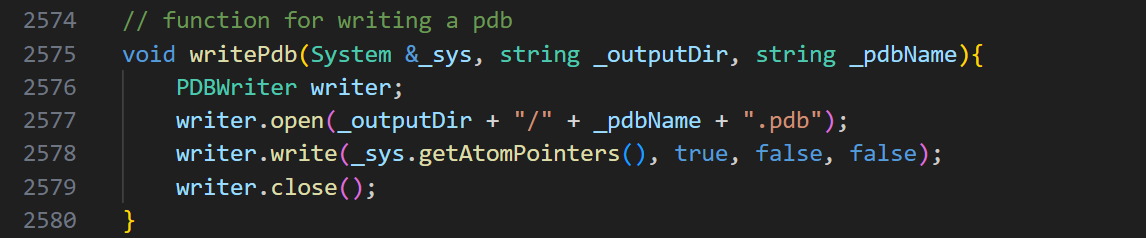 2574 // function for writing a pdb
2575 void writePdb(System &_sys, string _outputDir, string _pdbName){
2576     PDBWriter writer;
2577     writer.open(_outputDir + "/" + _pdbName + ".pdb");
2578     writer.write(_sys.getAtomPointers(), true, false, false);
2579     writer.close();
2580 }